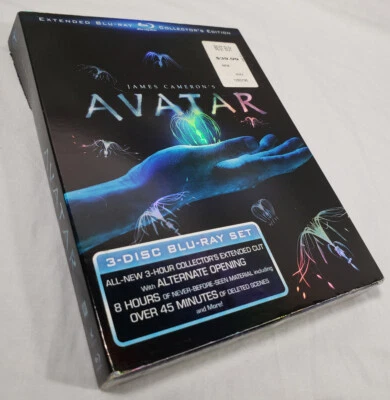 EXTENDED BLU-RAY COLLECTOR'S EDITION
JAMES CAMERON'S
AVATAR
3-DISC BLU-RAY SET
ALL-NEW 3-HOUR COLLECTOR'S EXTENDED CUT
With ALTERNATE OPENING
8 HOURS OF NEVER-BEFORE-SEEN MATERIAL including
OVER 45 MINUTES OF DELETED SCENES
and More!
AVATAR